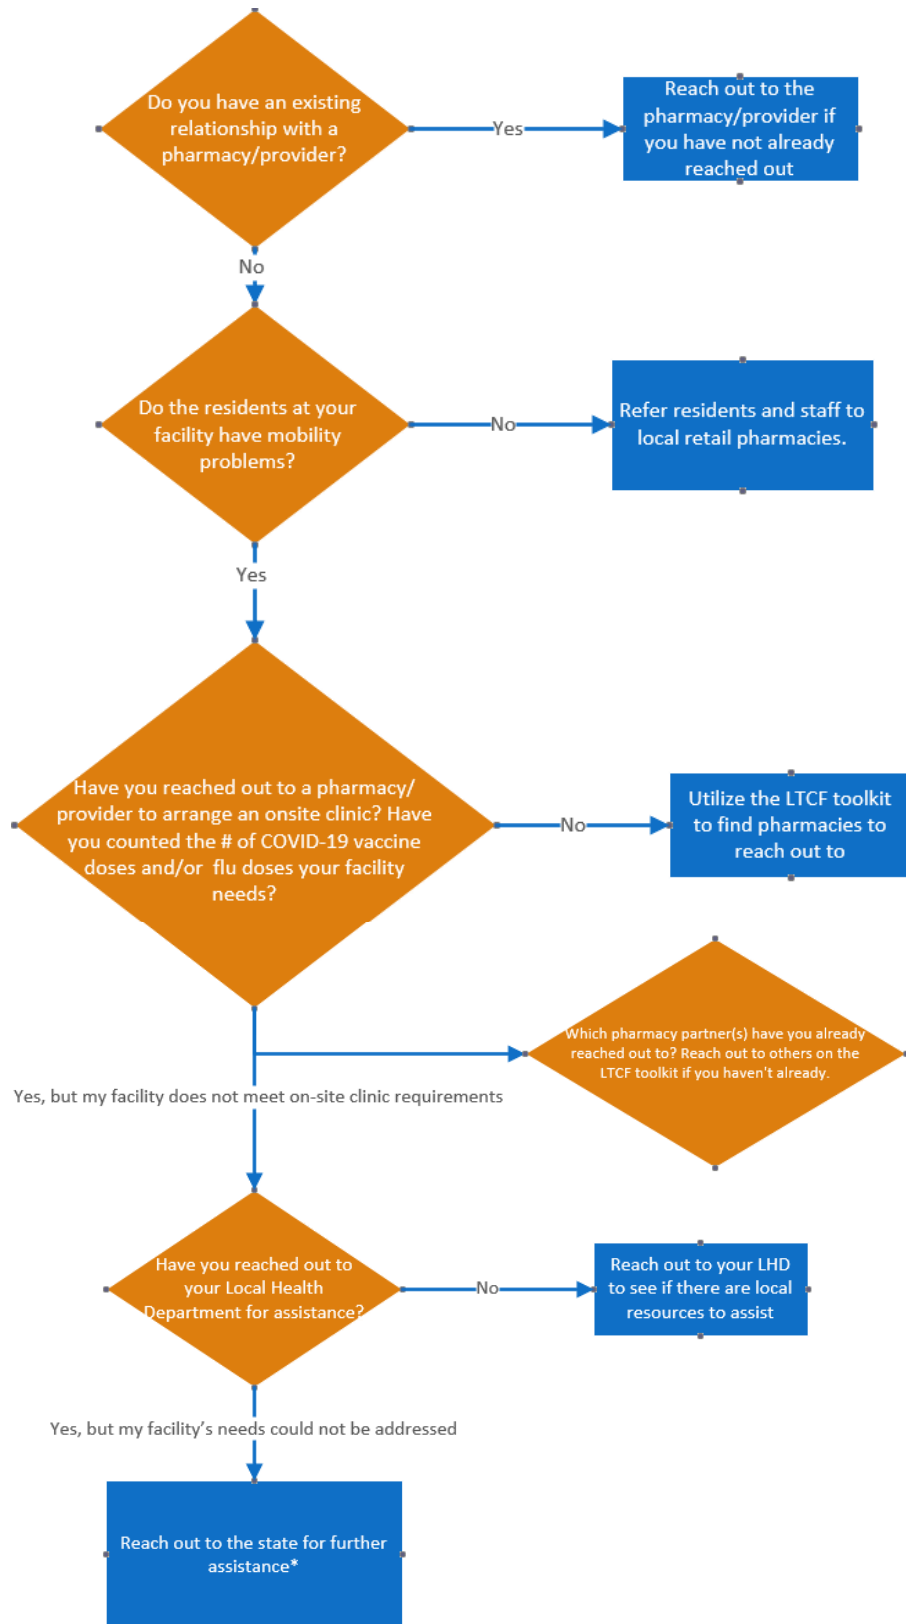 Do you have an existing
relationship with a
pharmacy/provider?
Yes
Reach out to the
pharmacy/provider if
you have not already
reached out
No
Do the residents at your
facility have mobility
problems?
No
Refer residents and staff to
local retail pharmacies.
Yes
Have you reached out to a pharmacy/
provider to arrange an onsite clinic? Have
you counted the # of COVID-19 vaccine
doses and/or flu doses your facility
needs?
No
Utilize the LTCF toolkit
to find pharmacies to
reach out to
Which pharmacy partner(s) have you already
reached out to? Reach out to others on the
LTCF toolkit if you haven't already.
Yes, but my facility does not meet on-site clinic requirements
Have you reached out to
your Local Health
Department for assistance?
No
Reach out to your LHD
to see if there are local
resources to assist
Yes, but my facility’s needs could not be addressed
Reach out to the state for further
assistance*